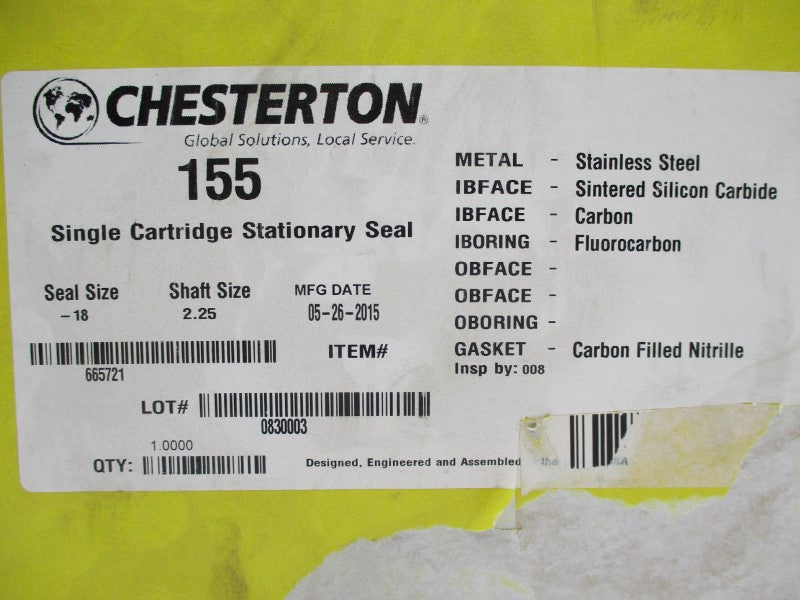 CHESTERTON®
Global Solutions, Local Service.
155
Single Cartridge Stationary Seal
Seal Size Shaft Size MFG DATE
-18 2.25 05-26-2015
ITEM#
665721
LOT#
0830003
1.0000
QTY:
METAL - Stainless Steel
IBFACE - Sintered Silicon Carbide
IBFACE - Carbon
IBORING - Fluorocarbon
OBFACE -
OBFACE -
OBORING -
GASKET - Carbon Filled Nitrille
Insp by: 008
Designed, Engineered and Assembled the SA